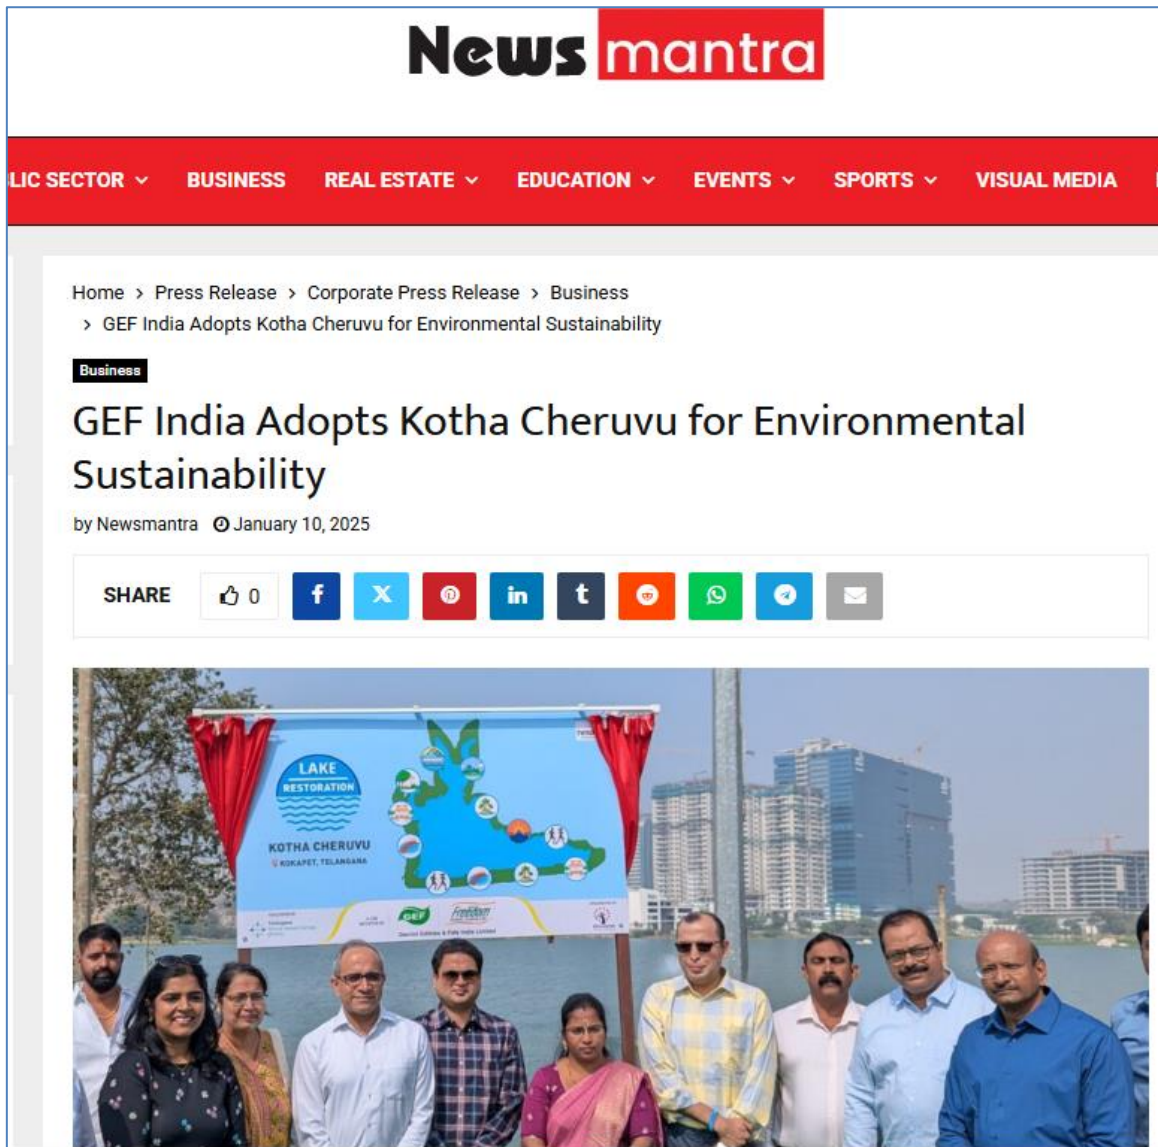 News mantra
LIC SECTOR BUSINESS REAL ESTATE EDUCATION EVENTS SPORTS VISUAL MEDIA
Home > Press Release > Corporate Press Release > Business
> GEF India Adopts Kotha Cheruvu for Environmental Sustainability
Business
GEF India Adopts Kotha Cheruvu for Environmental
Sustainability
by Newsmantra January 10, 2025
SHARE 0
LAKE
RESTORATION
KOTHA CHERUVU
KOKAPET, TELANGANA
GEF Freedom